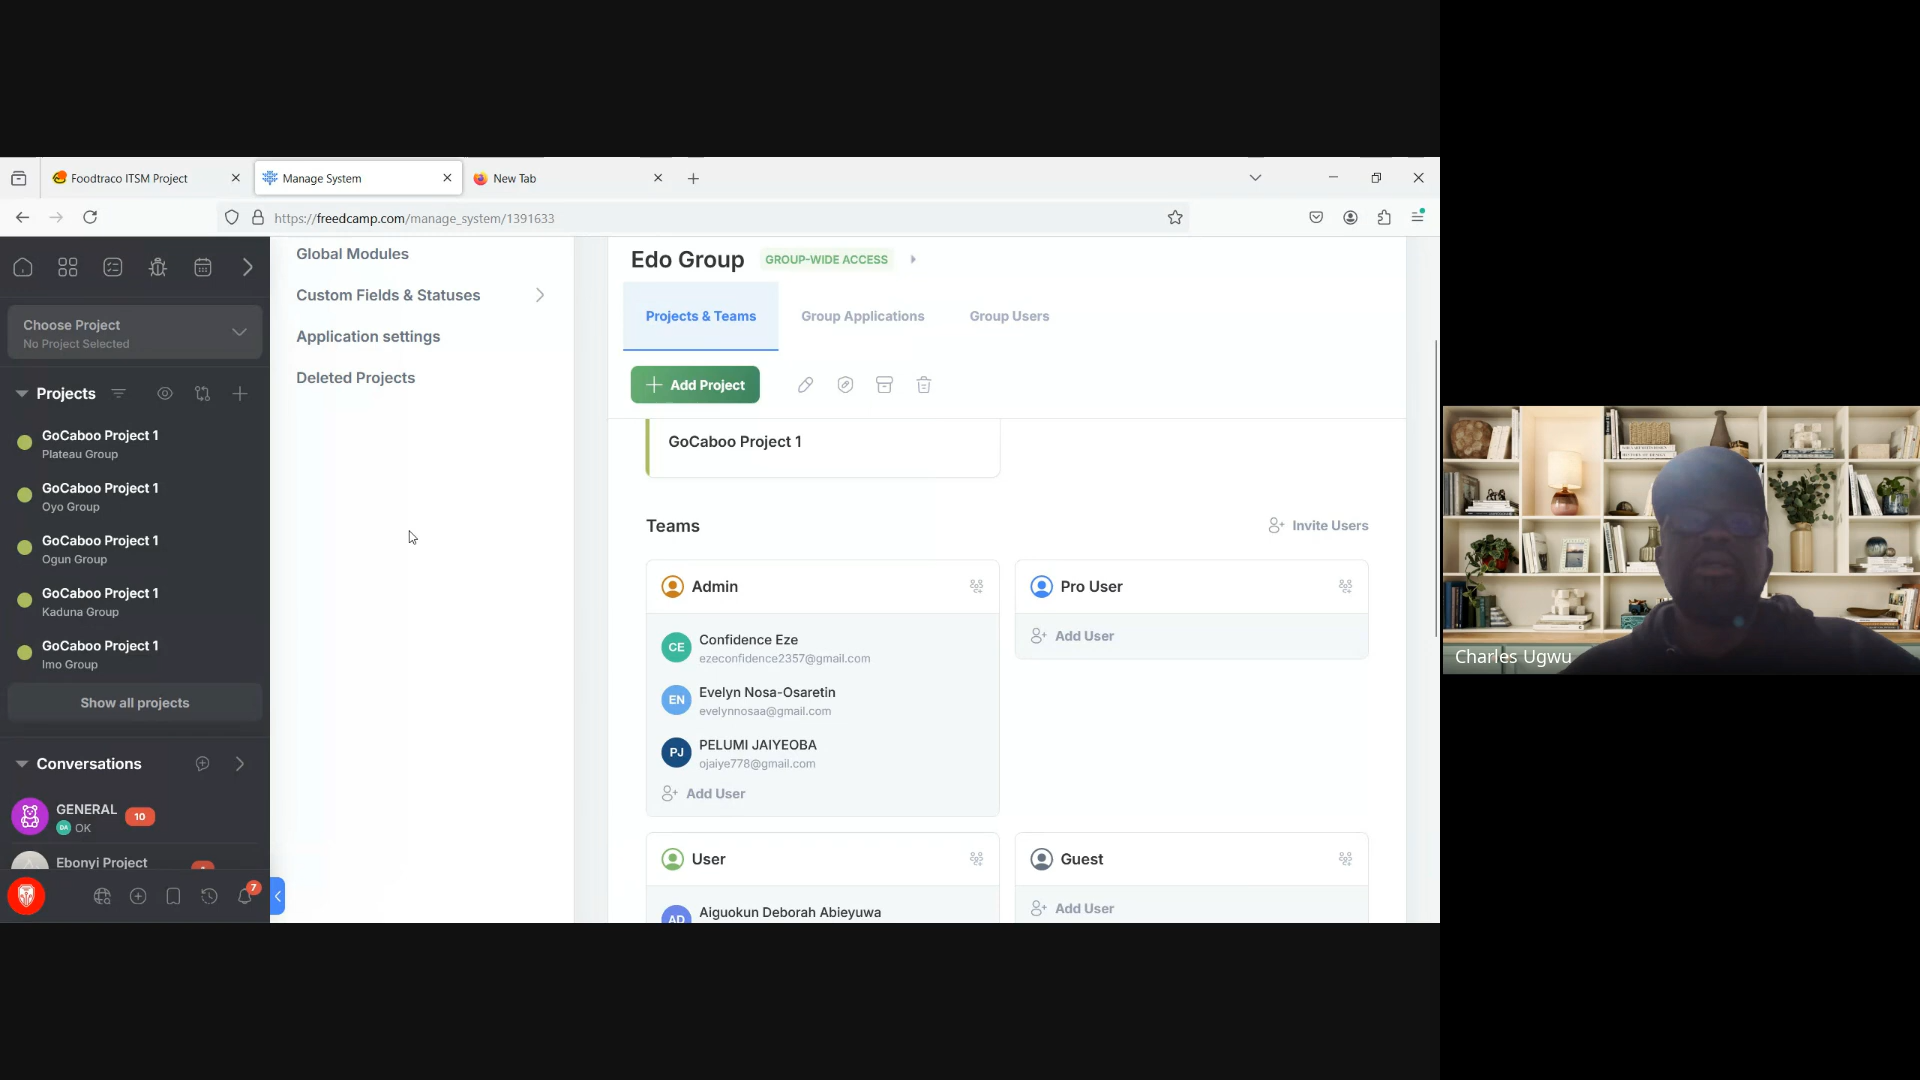 Foodtraco ITSM Project
Manage System
New Tab
https://freedcamp.com/manage_system/1391633
Choose Project
No Project Selected
Projects
GoCaboo Project 1
Plateau Group
GoCaboo Project 1
Oyo Group
GoCaboo Project 1
Ogun Group
GoCaboo Project 1
Kaduna Group
GoCaboo Project 1
Imo Group
Show all projects
Conversations
GENERAL
10
DA OK
Ebonyi Project
7
Global Modules
Custom Fields & Statuses
Application settings
Deleted Projects
Edo Group GROUP-WIDE ACCESS
Projects & Teams Group Applications Group Users
Add Project
GoCaboo Project 1
Teams
Invite Users
Admin
CE
Confidence Eze
ezeconfidence2357@gmail.com
EN
Evelyn Nosa-Osaretin
evelynnosaa@gmail.com
PJ
PELUMI JAIYEOBA
ojaiye778@gmail.com
Add User
Pro User
Add User
User
AD
Aiguokun Deborah Abieyuwa
Guest
Add User
Charles Ugwu